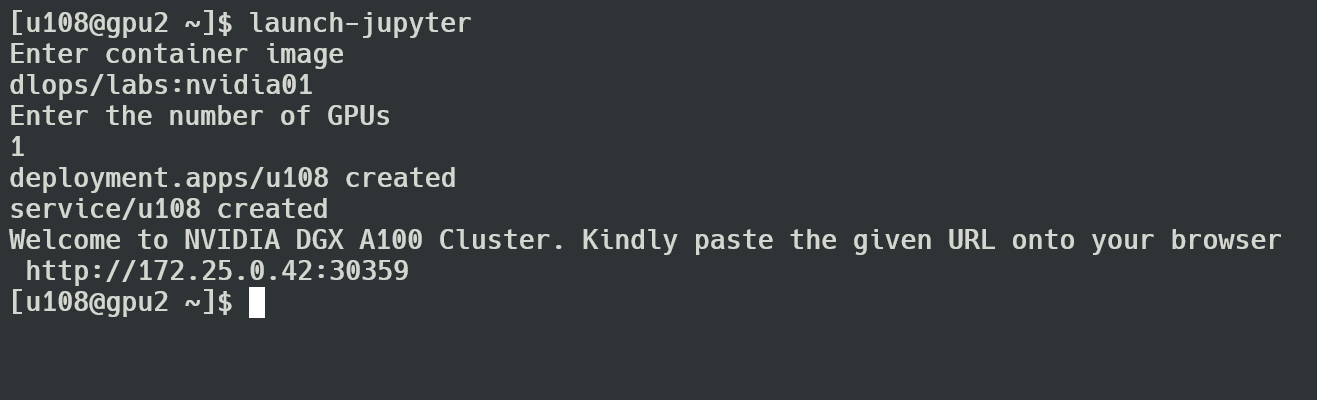 [u108@gpu2 ~]$ launch-jupyter
Enter container image
dlops/labs:nvidia01
Enter the number of GPUs
1
deployment.apps/u108 created
service/u108 created
Welcome to NVIDIA DGX A100 Cluster. Kindly paste the given URL onto your browser
 http://172.25.0.42:30359
[u108@gpu2 ~]$